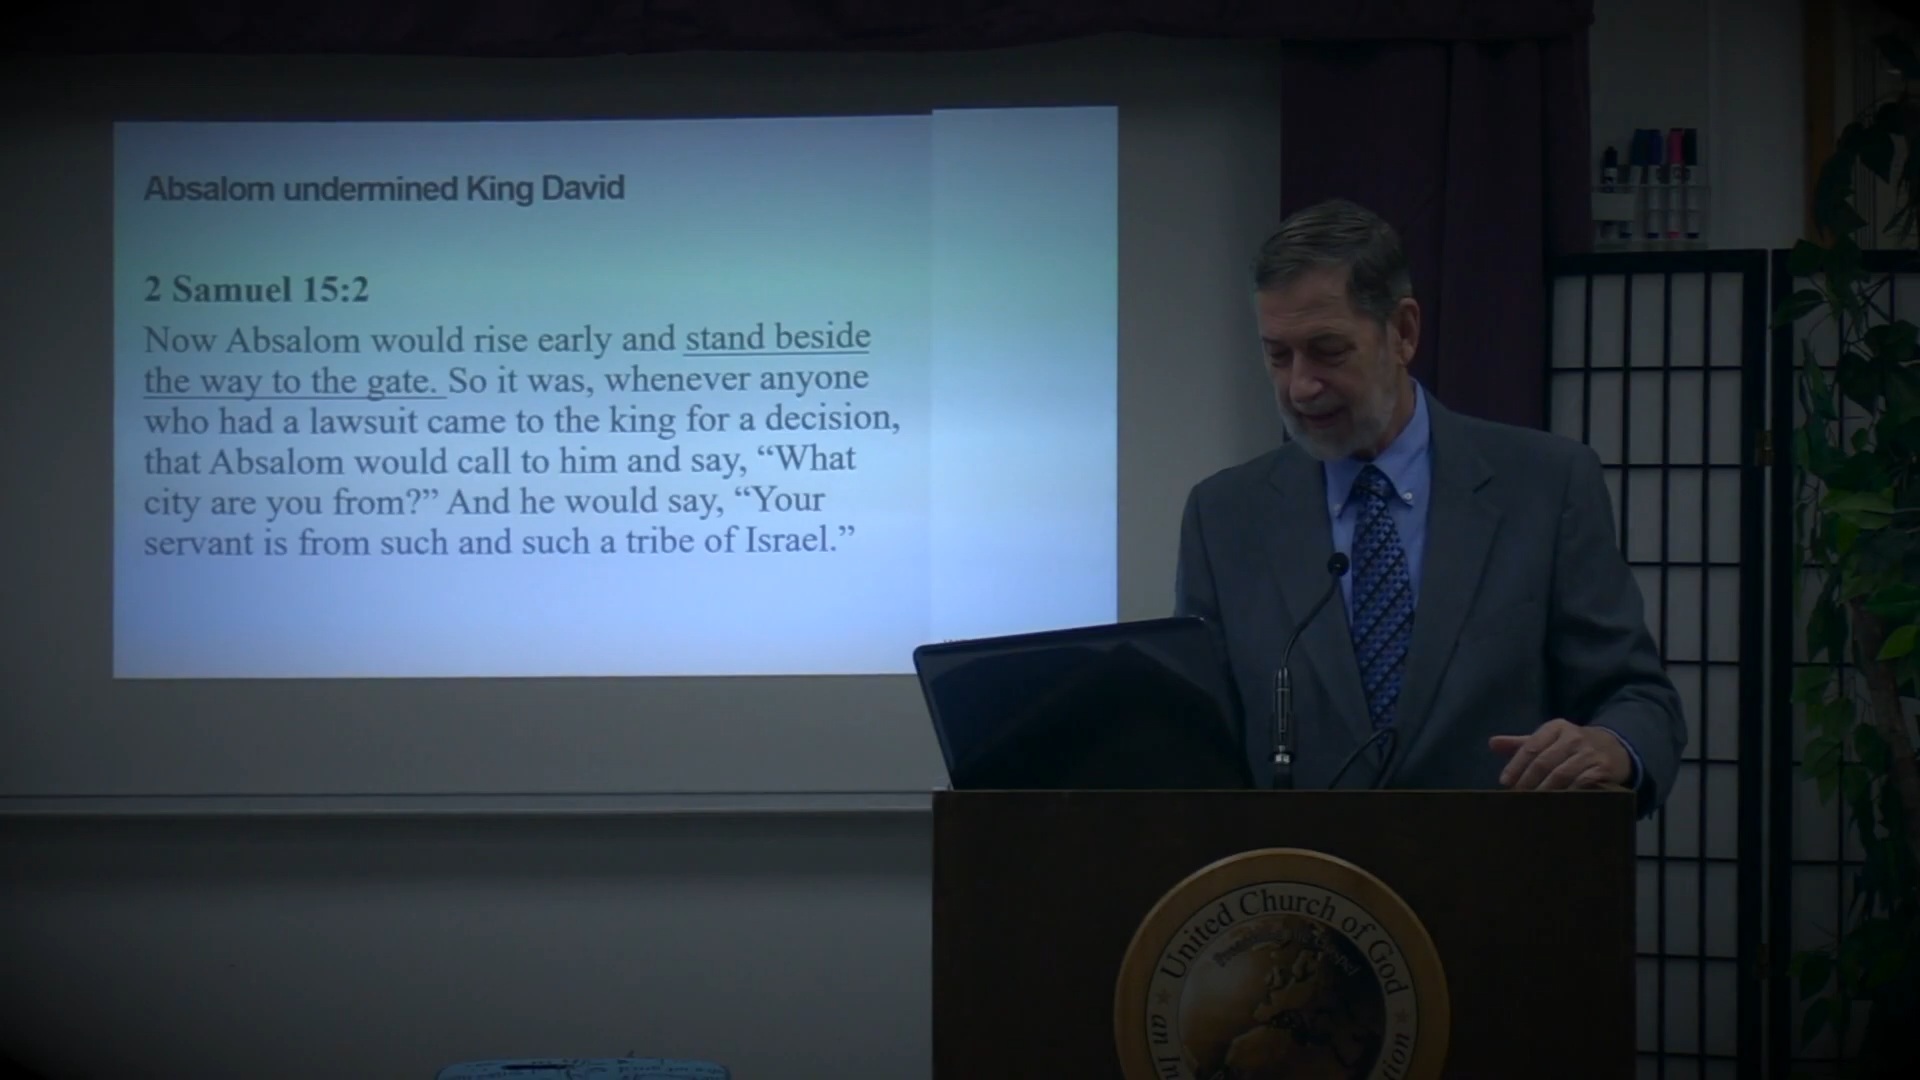 Absalom undermined King David
2 Samuel 15:2
Now Absalom would rise early and stand beside
the way to the gate. So it was, whenever anyone
who had a lawsuit came to the king for a decision,
that Absalom would call to him and say, “What
city are you from?” And he would say, “Your
servant is from such and such a tribe of Israel.”
United Church of God
an